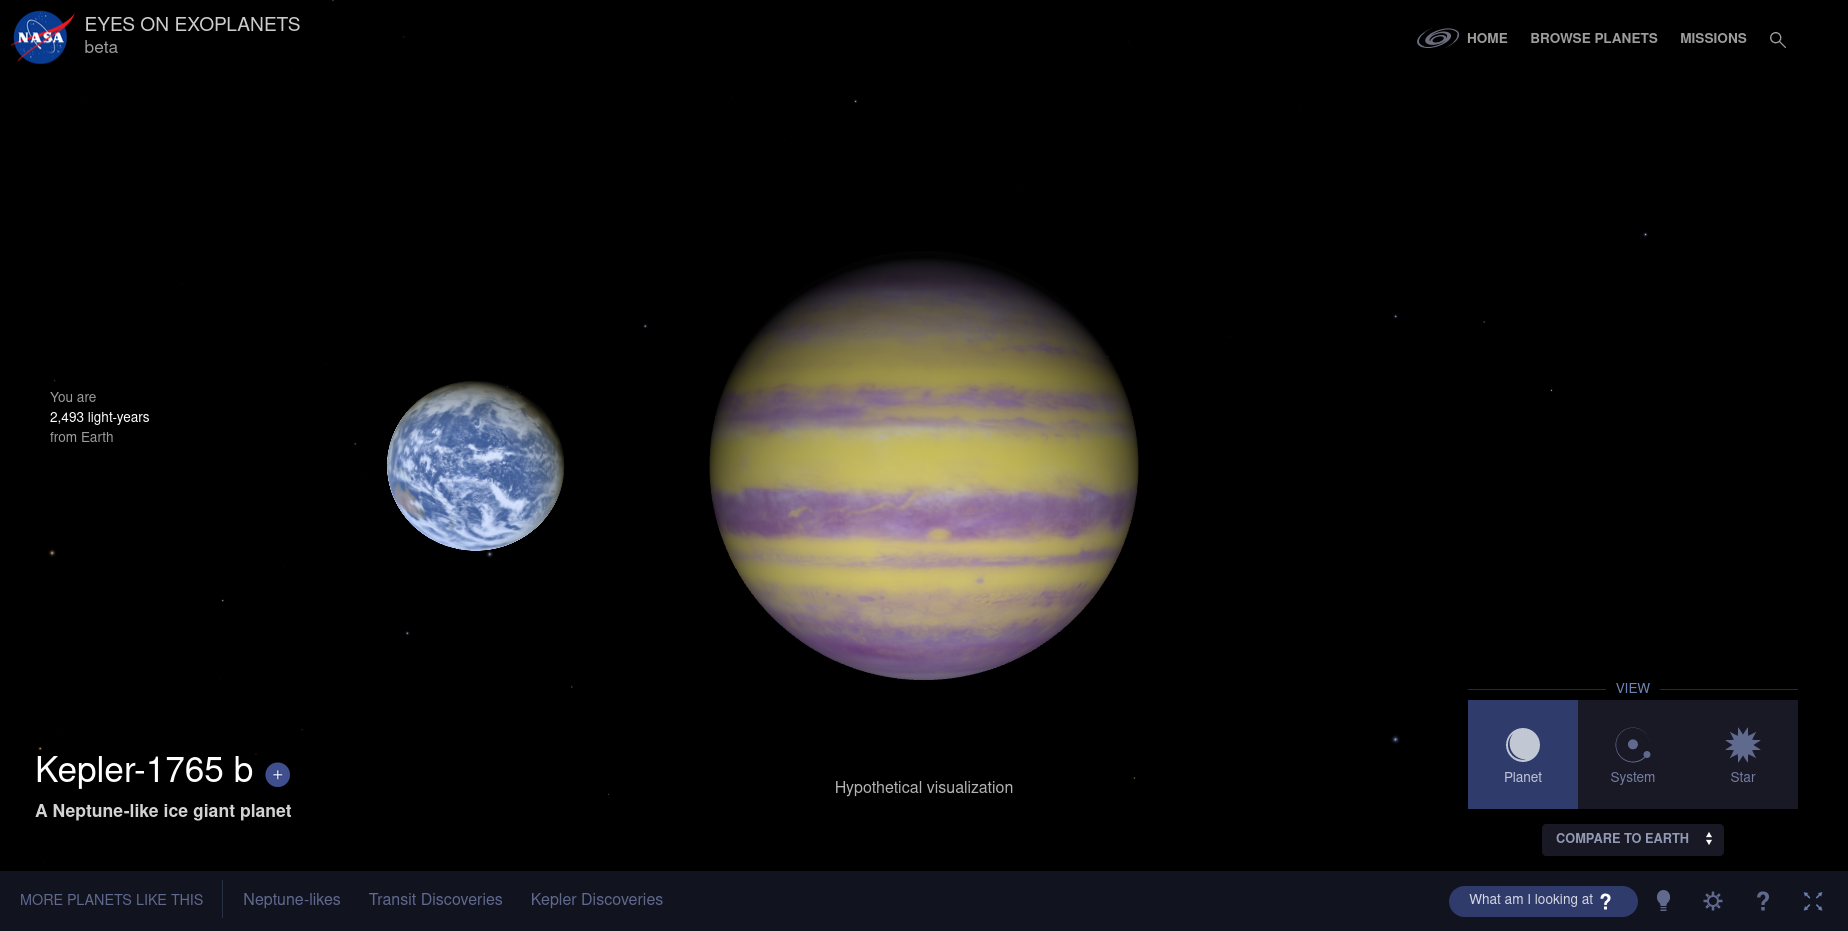 NASA
EYES ON EXOPLANETS
beta
HOME
BROWSE PLANETS
MISSIONS
You are
2,493 light-years
from Earth
Kepler-1765 b +
A Neptune-like ice giant planet
Hypothetical visualization
VIEW
Planet
System
Star
COMPARE TO EARTH
MORE PLANETS LIKE THIS
Neptune-likes
Transit Discoveries
Kepler Discoveries
What am I looking at ?
?